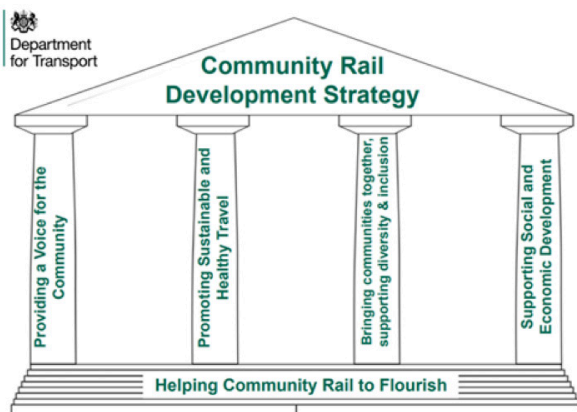 Department
for Transport
Community Rail
Development Strategy
Providing a Voice for the
Community
Promoting Sustainable and
Healthy Travel
Bringing communities together,
supporting diversity & inclusion
Supporting Social and
Economic Development
Helping Community Rail to Flourish